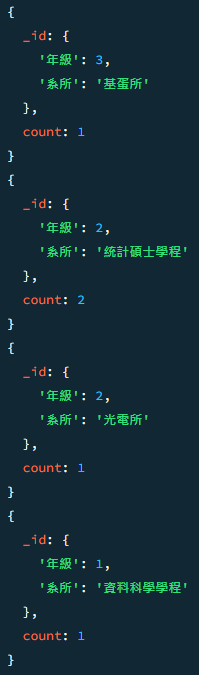 {
_id: {
'年級': 3,
'系所': '基蛋所'
},
count: 1
}
{
_id: {
'年級': 2,
'系所': '統計碩士學程'
},
count: 2
}
{
_id: {
'年級': 2,
'系所': '光電所'
},
count: 1
}
{
_id: {
'年級': 1,
'系所': '資料科學學程'
},
count: 1
}